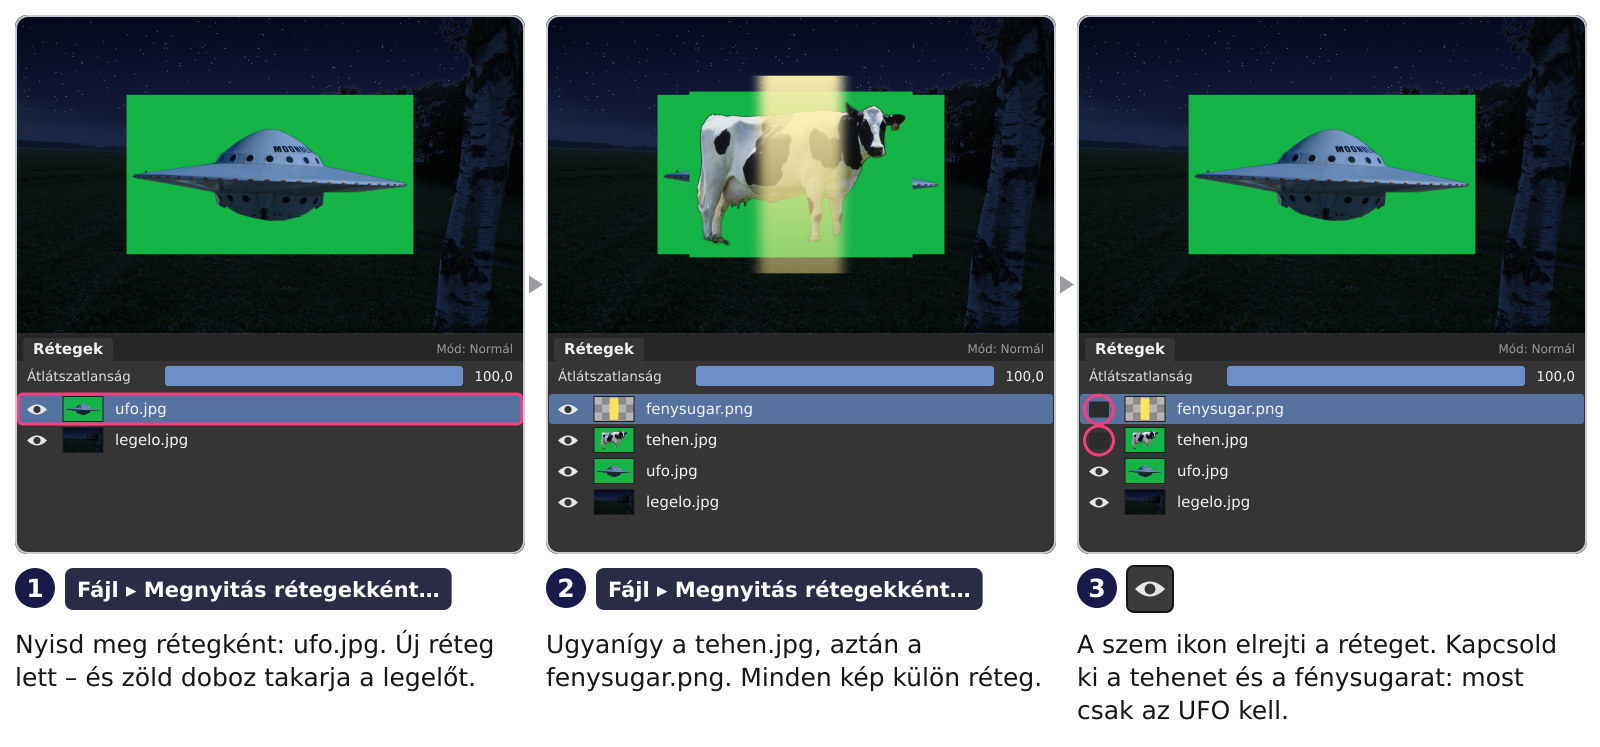 MOONB
Rétegek
Mód: Normál
Átlátszatlanság
100,0
ufo.jpg
legelo.jpg
1
Fájl ▸ Megnyitás rétegekként...
Nyisd meg rétegként: ufo.jpg. Új réteg
lett – és zöld doboz takarja a legelőt.
Rétegek
Mód: Normál
Átlátszatlanság
100,0
fenysugar.png
tehen.jpg
ufo.jpg
legelo.jpg
2
Fájl ▸ Megnyitás rétegekként...
Ugyanígy a tehen.jpg, aztán a
fenysugar.png. Minden kép külön réteg.
MOONB
Rétegek
Mód: Normál
Átlátszatlanság
100,0
fenysugar.png
tehen.jpg
ufo.jpg
legelo.jpg
3
A szem ikon elrejti a réteget. Kapcsold
ki a tehenet és a fénysugarat: most
csak az UFO kell.